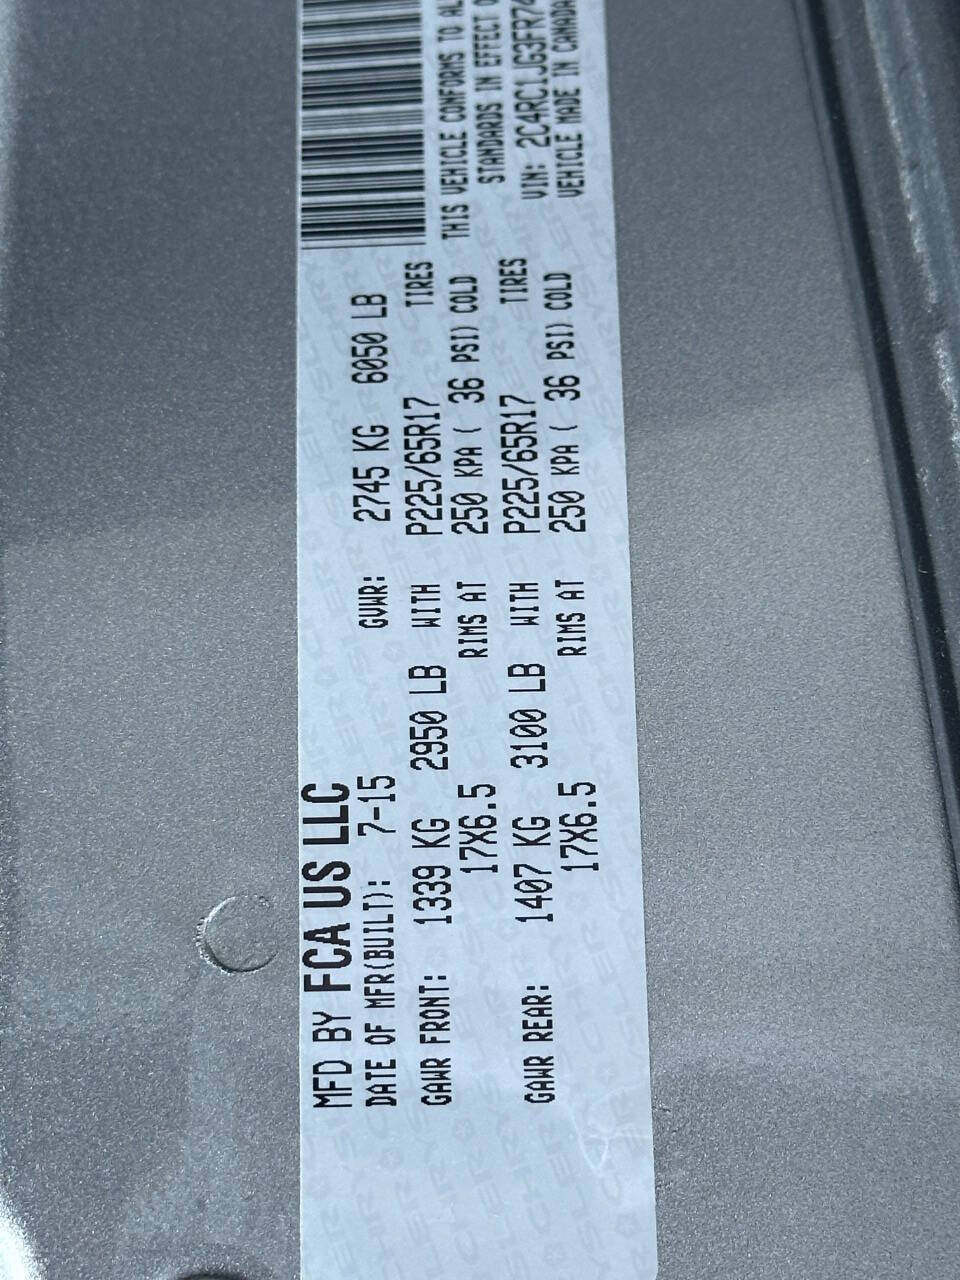 MFD BY FCA US LLC
DATE OF MFR(BUILT): 7-15 GVWR: 2745 KG 6050 LB
GAWR FRONT: 1339 KG 2950 LB WITH P225/65R17 TIRES
17X6.5 RIMS AT 250 KPA ( 36 PSI) COLD
GAWR REAR: 1407 KG 3100 LB WITH P225/65R17 TIRES
17X6.5 RIMS AT 250 KPA ( 36 PSI) COLD
THIS VEHICLE CONFORMS TO
STANDARDS IN EFFECT
VIN: 2C4RC1JG3FR74
VEHICLE MADE IN CANADA
CHRYSLER